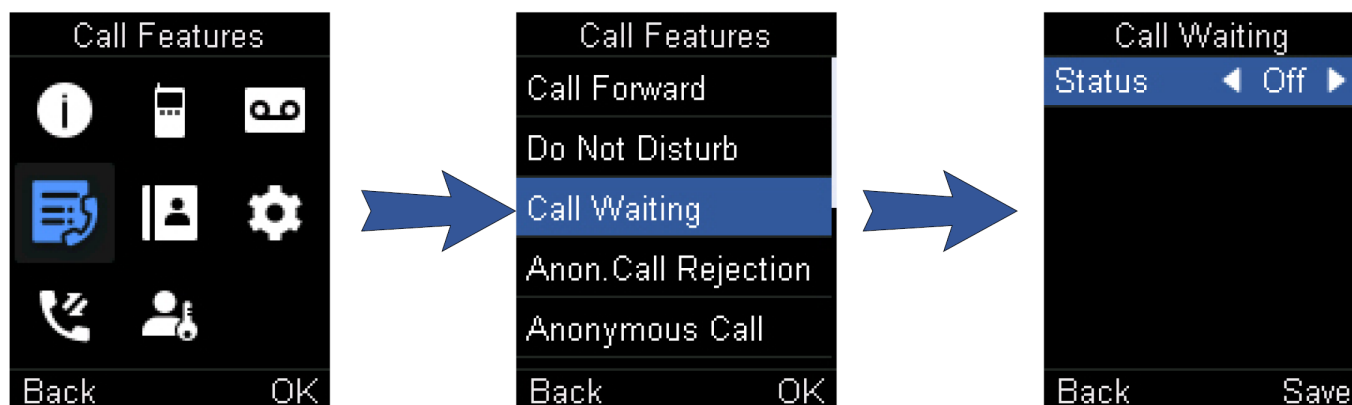 Call Features
Back OK
Call Features
Call Forward
Do Not Disturb
Call Waiting
Anon.Call Rejection
Anonymous Call
Back OK
Call Waiting
Status Off
Back Save